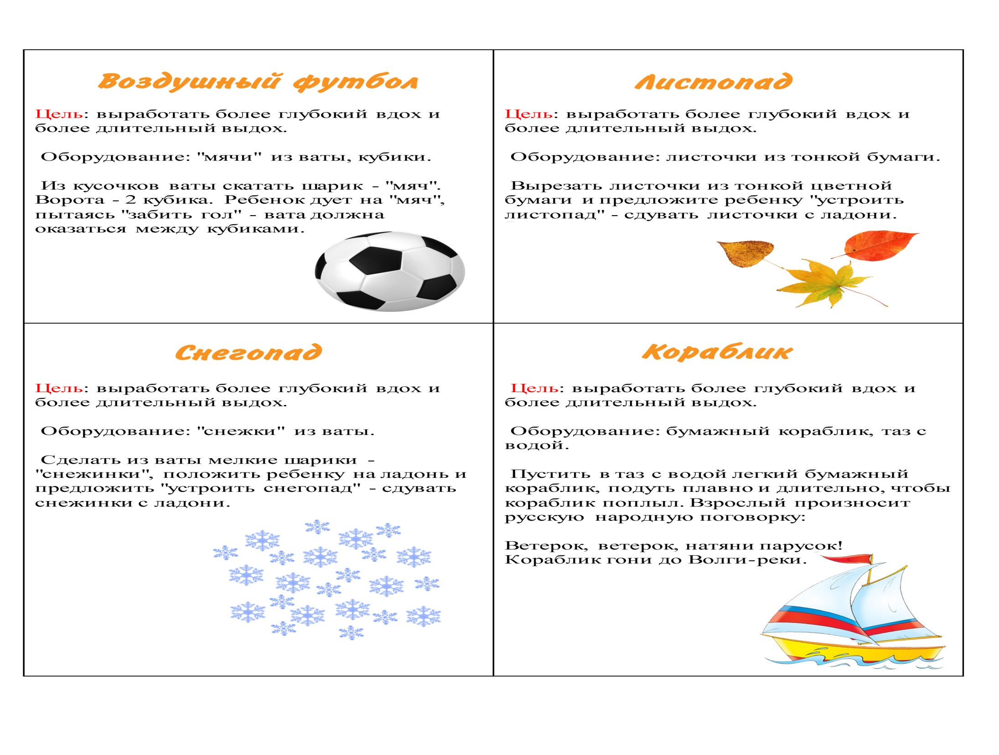 Воздушный футбол
Цель: выработать более глубокий вдох и
более длительный выдох.
Оборудование: "мячи" из ваты, кубики.
Из кусочков ваты скатать шарик - "мяч".
Ворота - 2 кубика. Ребенок дует на "мяч",
пытаясь "забить гол" - вата должна
оказаться между кубиками.
Листопад
Цель: выработать более глубокий вдох и
более длительный выдох.
Оборудование: листочки из тонкой бумаги.
Вырезать листочки из тонкой цветной
бумаги и предложите ребенку "устроить
листопад" - сдувать листочки с ладони.
Снегопад
Цель: выработать более глубокий вдох и
более длительный выдох.
Оборудование: "снежки" из ваты.
Сделать из ваты мелкие шарики -
"снежинки", положить ребенку на ладонь и
предложить "устроить снегопад" - сдувать
снежинки с ладони.
Кораблик
Цель: выработать более глубокий вдох и
более длительный выдох.
Оборудование: бумажный кораблик, таз с
водой.
Пустить в таз с водой легкий бумажный
кораблик, подуть плавно и длительно, чтобы
кораблик поплыл. Взрослый произносит
русскую народную поговорку:
Ветерок, ветерок, натяни парусок!
Кораблик гони до Волги-реки.